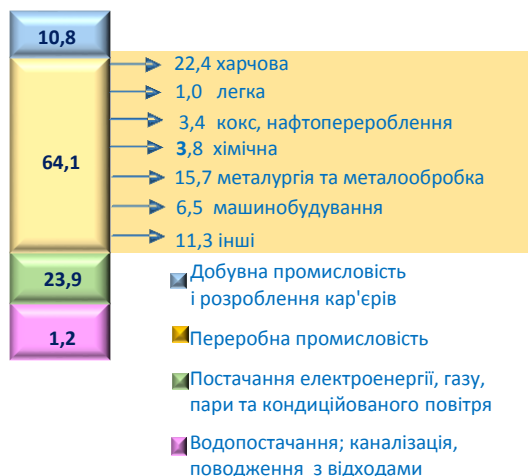 10,8
64,1
23,9
1,2
22,4 харчова
1,0 легка
3,4 кокс, нафтоперероблення
3,8 хімічна
15,7 металургія та металообробка
6,5 машинобудування
11,3 інші
Добувна промисловість
і розроблення кар'єрів
Переробна промисловість
Постачання електроенергії, газу,
пари та кондиційованого повітря
Водопостачання; каналізація,
поводження з відходами